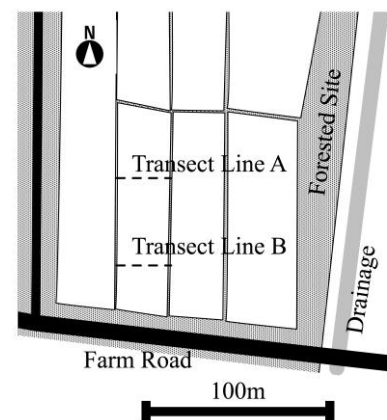 N
Transect Line A
Forested Site
Transect Line B
Drainage
Farm Road
100m